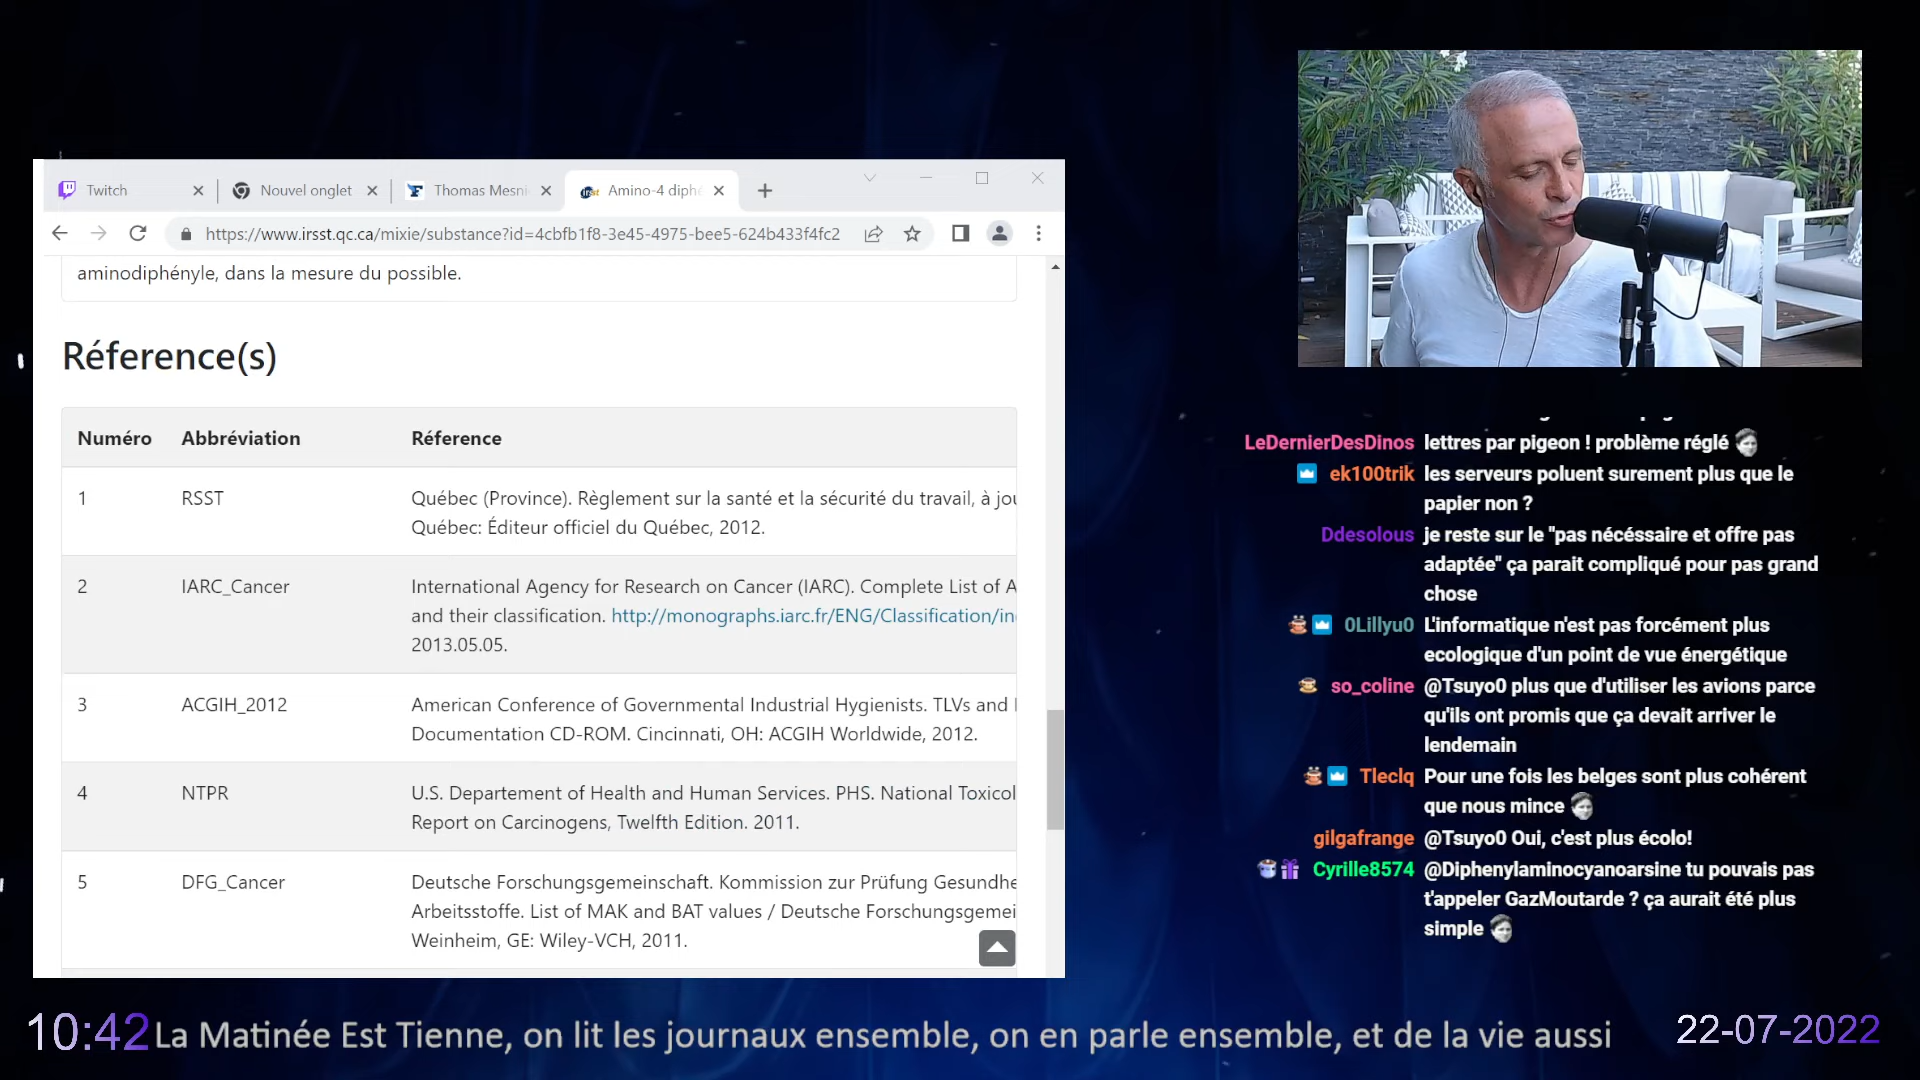 Twitch
Nouvel onglet
Thomas Mesni
Amino-4 diphé
https://www.irsst.qc.ca/mixie/substance?id=4cbfb1f8-3e45-4975-bee5-624b433f4fc2
aminodiphényle, dans la mesure du possible.
Réference(s)
Numéro Abbréviation Réference
1 RSST Québec (Province). Règlement sur la santé et la sécurité du travail, à jou
Québec: Éditeur officiel du Québec, 2012.
2 IARC_Cancer International Agency for Research on Cancer (IARC). Complete List of A
and their classification. http://monographs.iarc.fr/ENG/Classification/in
2013.05.05.
3 ACGIH_2012 American Conference of Governmental Industrial Hygienists. TLVs and
Documentation CD-ROM. Cincinnati, OH: ACGIH Worldwide, 2012.
4 NTPR U.S. Departement of Health and Human Services. PHS. National Toxicol
Report on Carcinogens, Twelfth Edition. 2011.
5 DFG_Cancer Deutsche Forschungsgemeinschaft. Kommission zur Prüfung Gesundhe
Arbeitsstoffe. List of MAK and BAT values / Deutsche Forschungsgemei
Weinheim, GE: Wiley-VCH, 2011.
LeDernierDesDinos lettres par pigeon ! problème réglé
ek100trik les serveurs poluent surement plus que le
papier non ?
Ddesolous je reste sur le "pas nécéssaire et offre pas
adaptée" ça parait compliqué pour pas grand
chose
0Lillyu0 L'informatique n'est pas forcément plus
ecologique d'un point de vue énergétique
so_coline @Tsuyo0 plus que d'utiliser les avions parce
qu'ils ont promis que ça devait arriver le
lendemain
Tleclq Pour une fois les belges sont plus cohérent
que nous mince
gilgafrange @Tsuyo0 Oui, c'est plus écolo!
Cyrille8574 @Diphenylaminocyanoarsine tu pouvais pas
t'appeler GazMoutarde ? ça aurait été plus
simple
10:42 La Matinée Est Tienne, on lit les journaux ensemble, on en parle ensemble, et de la vie aussi 22-07-2022